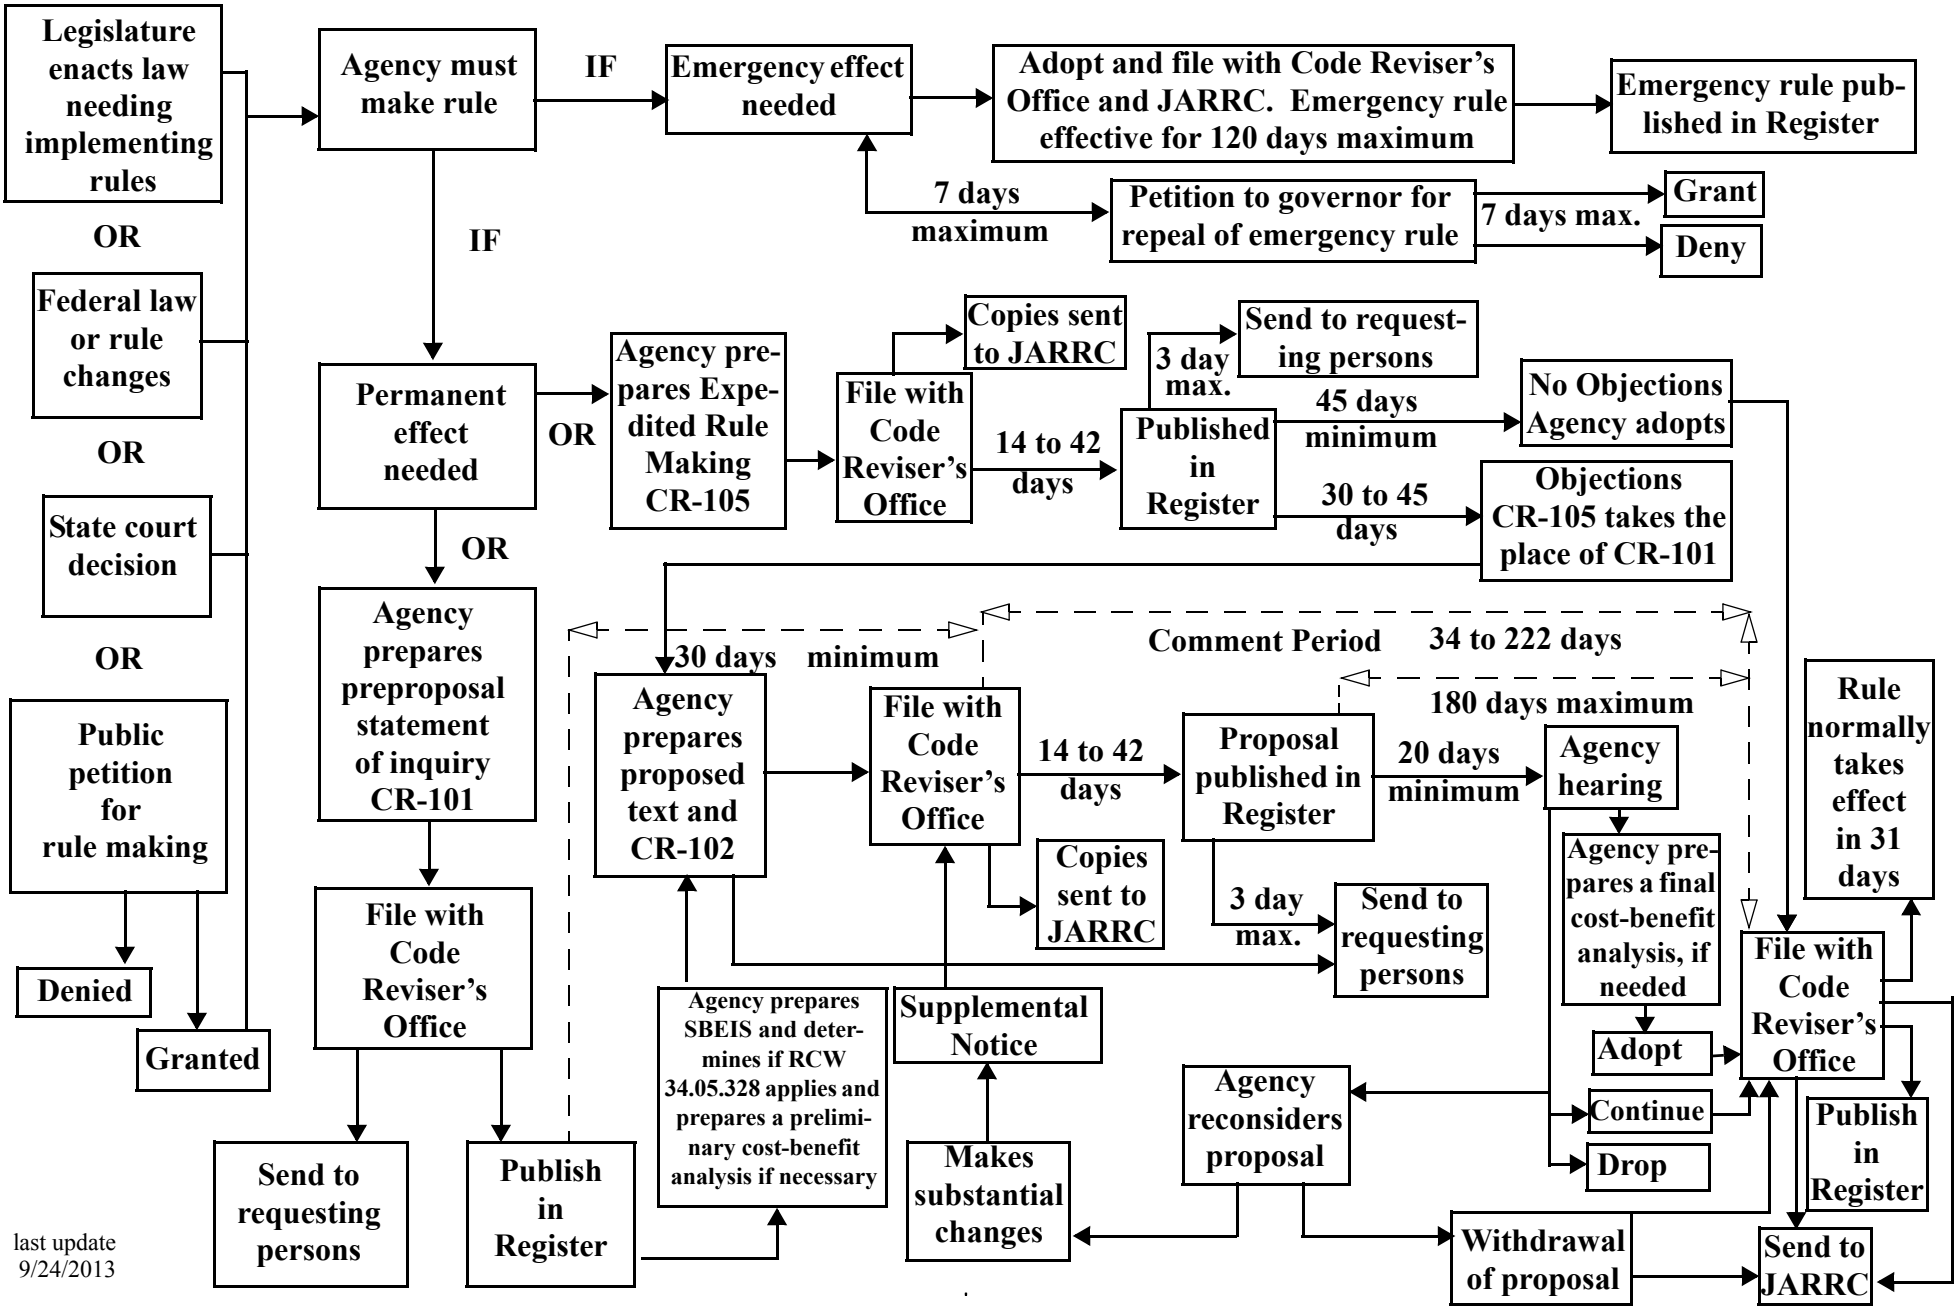 Legislature
enacts law
needing
implementing
rules
OR
Federal law
or rule
changes
OR
State court
decision
OR
Public
petition
for
rule making
Denied
Granted
Agency must
make rule
IF
Emergency effect
needed
Adopt and file with Code Reviser’s
Office and JARRC.  Emergency rule
effective for 120 days maximum
Emergency rule pub-
lished in Register
7 days
maximum
Petition to governor for
repeal of emergency rule
7 days max.
Grant
Deny
IF
Permanent
effect
needed
OR
Agency pre-
pares Expe-
dited Rule
Making
CR-105
File with
Code
Reviser’s
Office
Copies sent
to JARRC
14 to 42
days
Published
in
Register
3 day
max.
Send to request-
ing persons
45 days
minimum
No Objections
Agency adopts
30 to 45
days
Objections
CR-105 takes the
place of CR-101
OR
Agency
prepares
preproposal
statement
of inquiry
CR-101
File with
Code
Reviser’s
Office
Send to
requesting
persons
Publish
in
Register
30 days minimum
Agency
prepares
proposed
text and
CR-102
Agency prepares
SBEIS and deter-
mines if RCW
34.05.328 applies and
prepares a prelimi-
nary cost-benefit
analysis if necessary
File with
Code
Reviser’s
Office
Comment Period 34 to 222 days
14 to 42
days
Copies
sent to
JARRC
Supplemental
Notice
Makes
substantial
changes
Proposal
published in
Register
180 days maximum
20 days
minimum
3 day
max.
Send to
requesting
persons
Agency
hearing
Agency pre-
pares a final
cost-benefit
analysis, if
needed
Adopt
Continue
Drop
Agency
reconsiders
proposal
Withdrawal
of proposal
File with
Code
Reviser’s
Office
Rule
normally
takes
effect
in 31
days
Publish
in
Register
Send to
JARRC
last update
9/24/2013